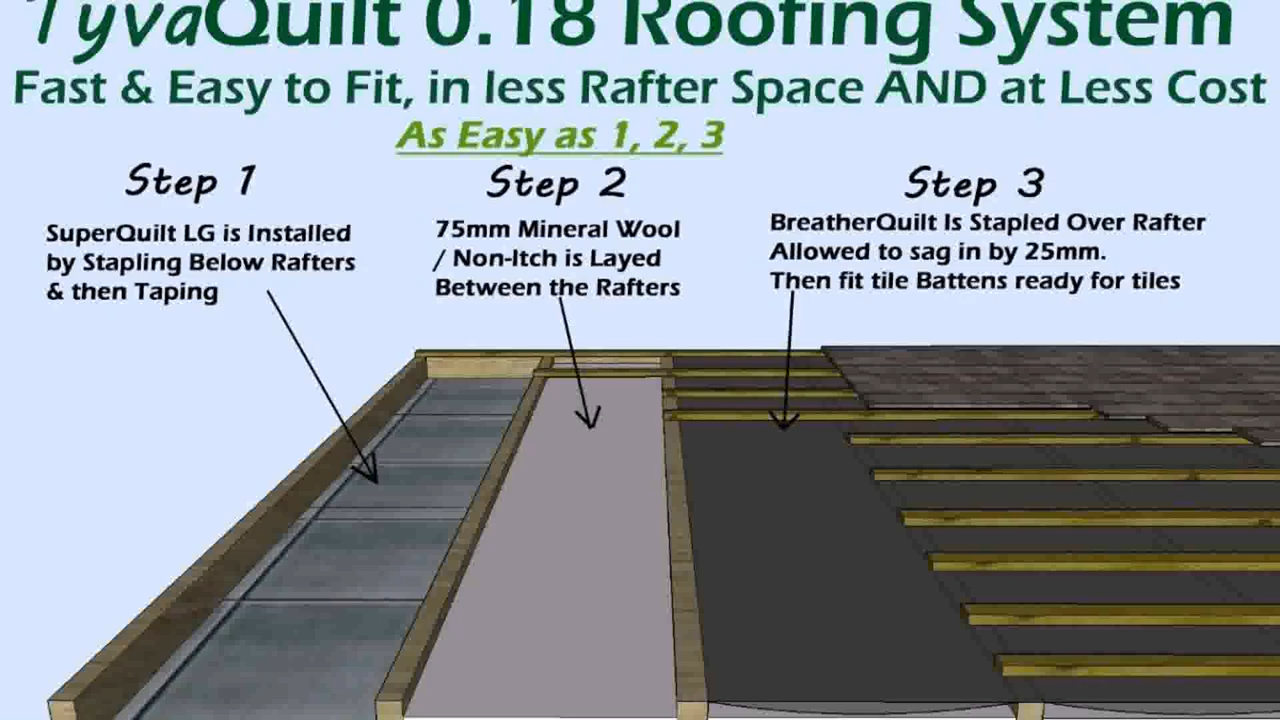 TyvaQuilt 0.18 Roofing System
Fast & Easy to Fit, in less Rafter Space AND at Less Cost
As Easy as 1, 2, 3
Step 1
SuperQuilt LG is Installed
by Stapling Below Rafters
& then Taping
Step 2
75mm Mineral Wool
/ Non-Itch is Layed
Between the Rafters
Step 3
BreatherQuilt Is Stapled Over Rafter
Allowed to sag in by 25mm.
Then fit tile Battens ready for tiles